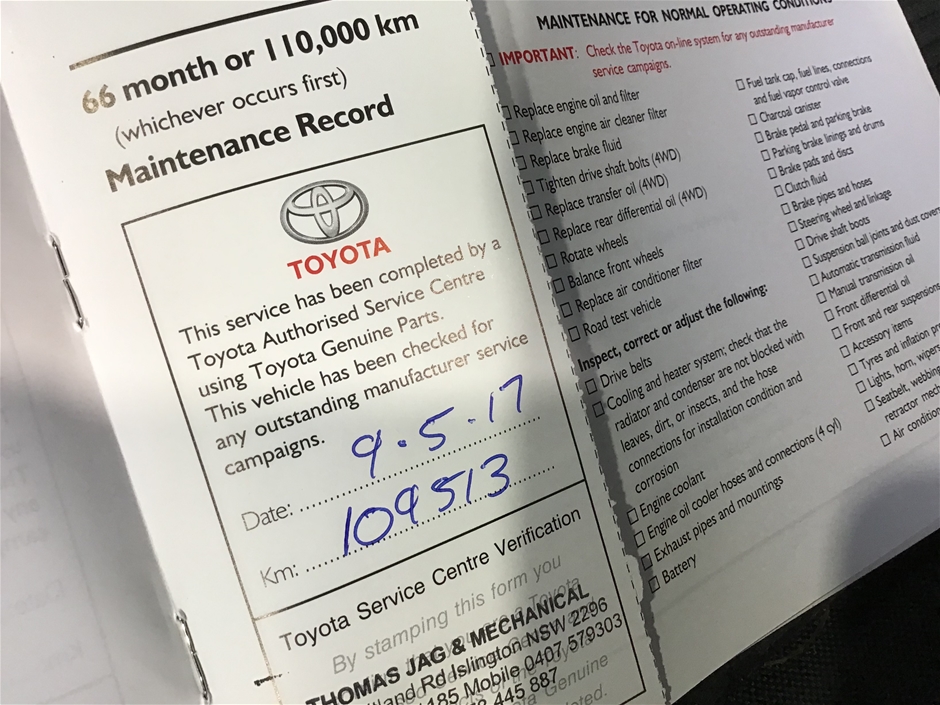 66 month or 110,000 km
(whichever occurs first)
Maintenance Record
TOYOTA
This service has been completed by a
Toyota Authorised Service Centre
using Toyota Genuine Parts.
This vehicle has been checked for
any outstanding manufacturer service
campaigns.
Date: 9.5.17
Km: 109513
Toyota Service Centre Verification
By stamping this form you
THOMAS JAG & MECHANICAL
Rd Islington NSW 2296
185 Mobile 0407 579303
445 887
Genuine
MAINTENANCE FOR NORMAL OPERATING CONDITIONS
IMPORTANT: Check the Toyota on-line system for any outstanding manufacturer
service campaigns.
☐ Replace engine oil and filter
☐ Replace engine air cleaner filter
☐ Replace brake fluid
☐ Tighten drive shaft bolts (4WD)
☐ Replace transfer oil (4WD)
☐ Replace rear differential oil (4WD)
☐ Rotate wheels
☐ Balance front wheels
☐ Replace air conditioner filter
☐ Road test vehicle
Inspect, correct or adjust the following:
☐ Drive belts
☐ Cooling and heater system; check that the
radiator and condenser are not blocked with
leaves, dirt, or insects, and the hose
connections for installation condition and
corrosion
☐ Engine coolant
☐ Engine oil cooler hoses and connections (4 cyl)
☐ Exhaust pipes and mountings
☐ Battery
☐ Fuel tank cap, fuel lines, connections
and fuel vapor control valve
☐ Charcoal canister
☐ Brake pedal and parking brake
☐ Parking brake linings and drums
☐ Brake pads and discs
☐ Clutch fluid
☐ Brake pipes and hoses
☐ Steering wheel and linkage
☐ Drive shaft boots
☐ Suspension ball joints and dust covers
☐ Automatic transmission fluid
☐ Manual transmission oil
☐ Front differential oil
☐ Front and rear suspension
☐ Accessory items
☐ Tyres and inflation pr
☐ Lights, horn, wipers
☐ Seatbelt, webbing
retractor mech
☐ Air condition